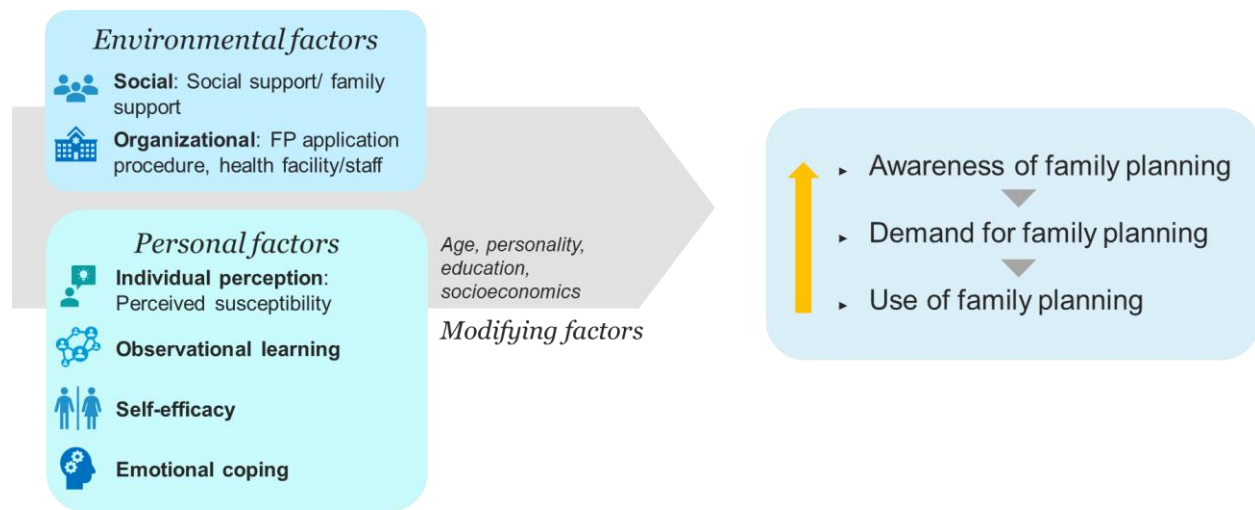 Environmental factors
Social: Social support/ family
support
Organizational: FP application
procedure, health facility/staff
Personal factors
Individual perception:
Perceived susceptibility
Observational learning
Self-efficacy
Emotional coping
Age, personality,
education,
socioeconomics
Modifying factors
Awareness of family planning
Demand for family planning
Use of family planning